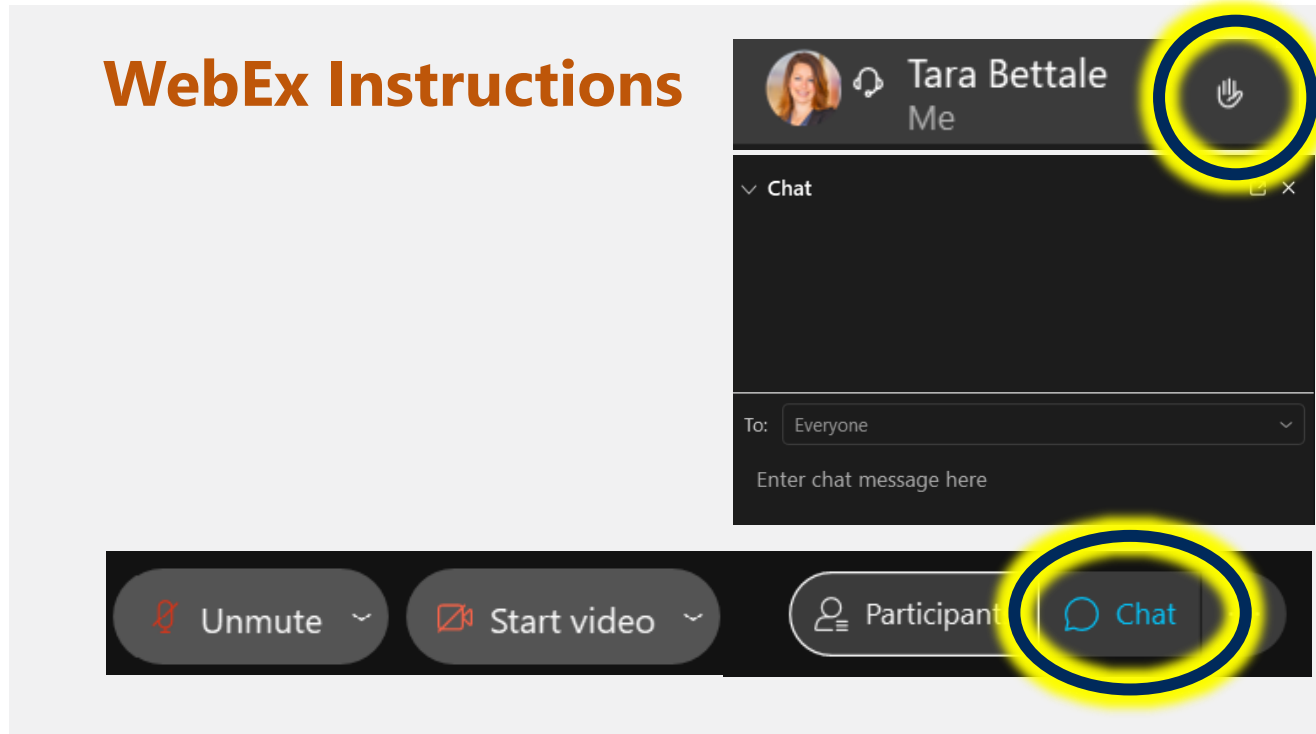 WebEx Instructions
Tara Bettale
Me
Chat
To: Everyone
Enter chat message here
Unmute
Start video
Participant
Chat